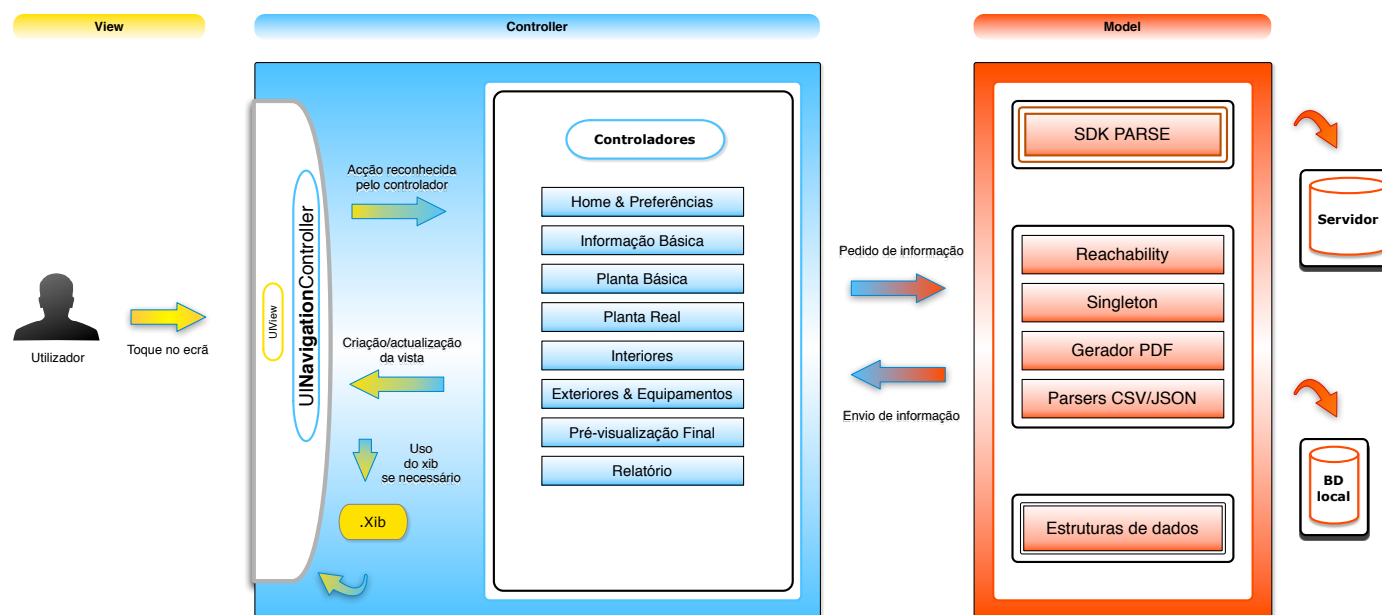 View
Controller
Model
Utilizador
Toque no ecrã
UIView
UINavigationController
Acção reconhecida
pelo controlador
Criação/actualização
da vista
Uso
do xib
se necessário
.Xib
Controladores
Home & Preferências
Informação Básica
Planta Básica
Planta Real
Interiores
Exteriores & Equipamentos
Pré-visualização Final
Relatório
Pedido de informação
Envio de informação
SDK PARSE
Reachability
Singleton
Gerador PDF
Parsers CSV/JSON
Estruturas de dados
Servidor
BD
local